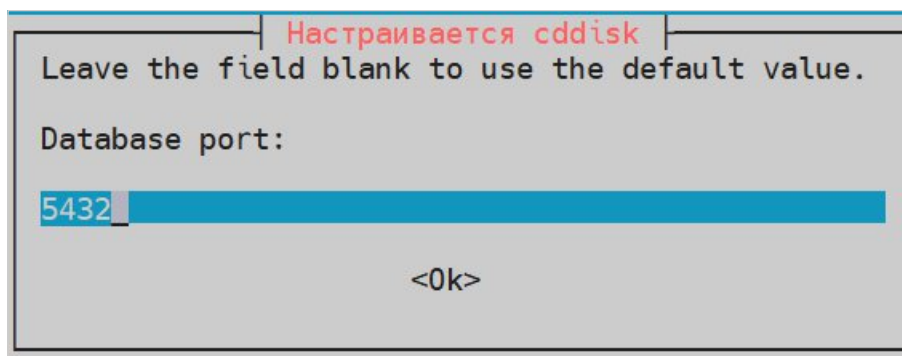 Настраивается cddisk
Leave the field blank to use the default value.
Database port:
5432
<Ok>